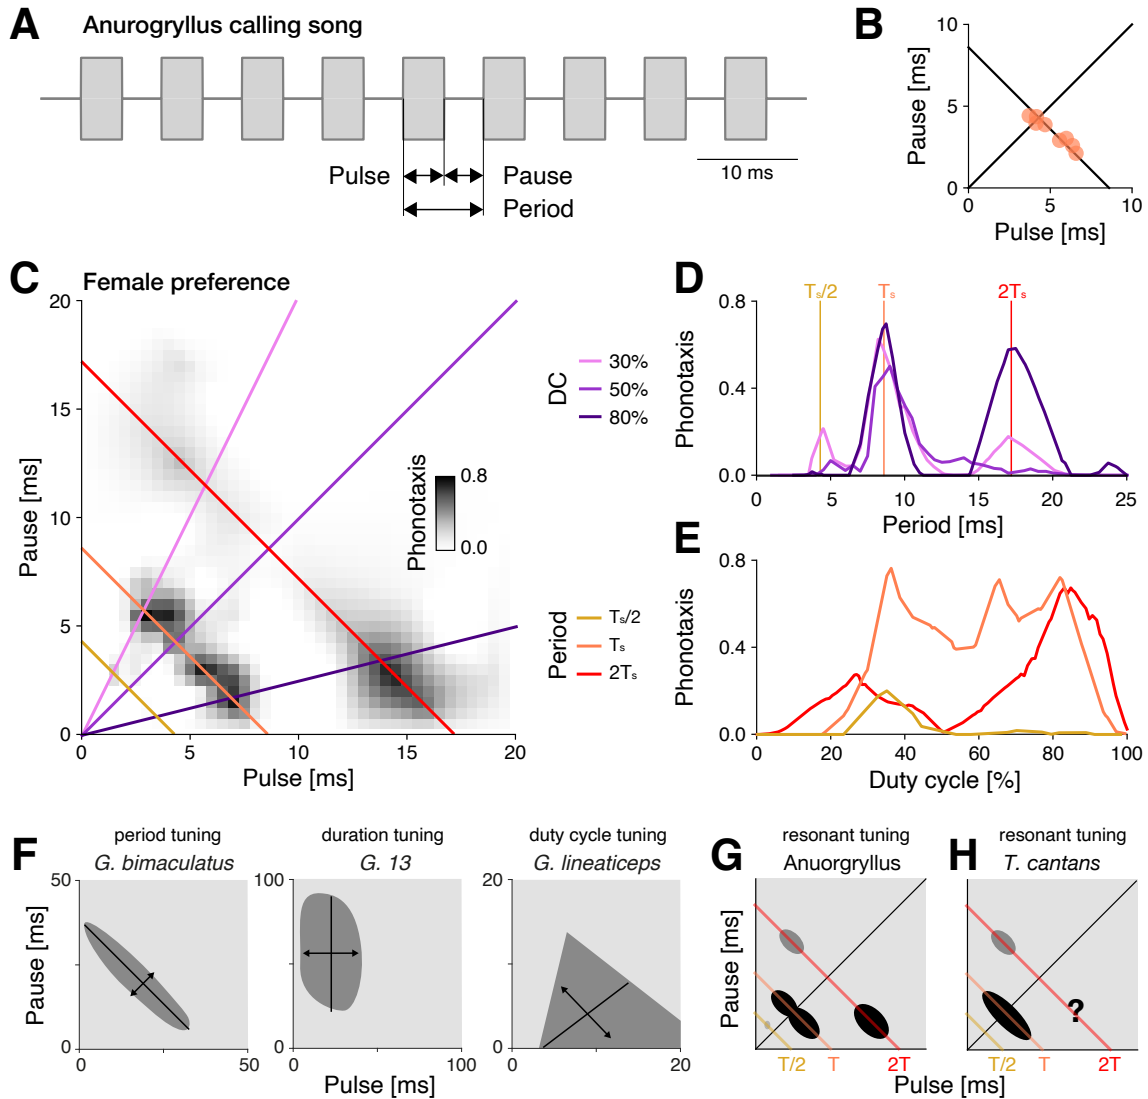 A
Anurogryllus calling song
Pulse
Pause
Period
10 ms
B
Pause [ms]
10
5
0
0
5
10
Pulse [ms]
C
Female preference
Pause [ms]
20
15
10
5
0
0
5
10
15
20
Pulse [ms]
Phonotaxis
0.8
0.0
DC
30%
50%
80%
Period
Tₛ/2
Tₛ
2Tₛ
D
Tₛ/2
Tₛ
2Tₛ
Phonotaxis
0.8
0.4
0.0
0
5
10
15
20
25
Period [ms]
E
Phonotaxis
0.8
0.4
0.0
0
20
40
60
80
100
Duty cycle [%]
F
period tuning
G. bimaculatus
Pause [ms]
50
0
0
50
duration tuning
G. 13
100
0
0
100
Pulse [ms]
duty cycle tuning
G. lineaticeps
20
0
0
20
G
resonant tuning
Anuorgryllus
Pause [ms]
T/2
T
2T
H
resonant tuning
T. cantans
?
T/2
T
2T
Pulse [ms]